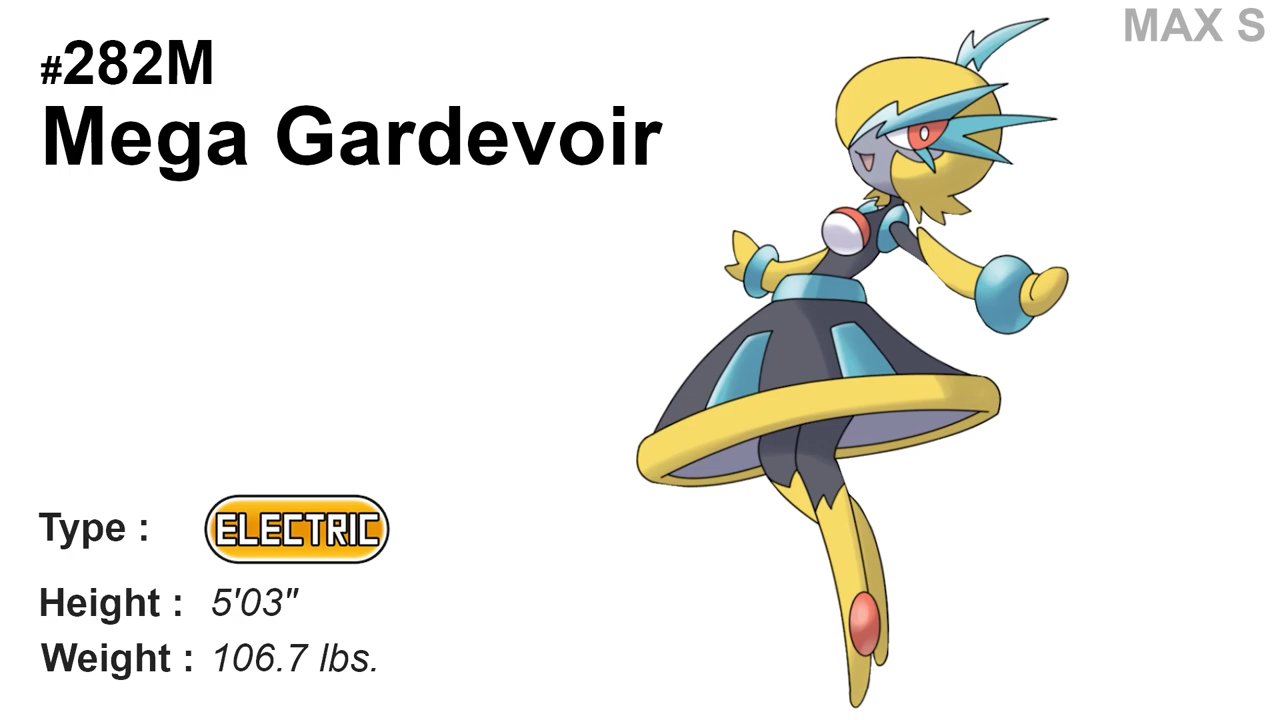 MAX S
#282M
Mega Gardevoir
Type : ELECTRIC
Height : 5'03"
Weight : 106.7 lbs.